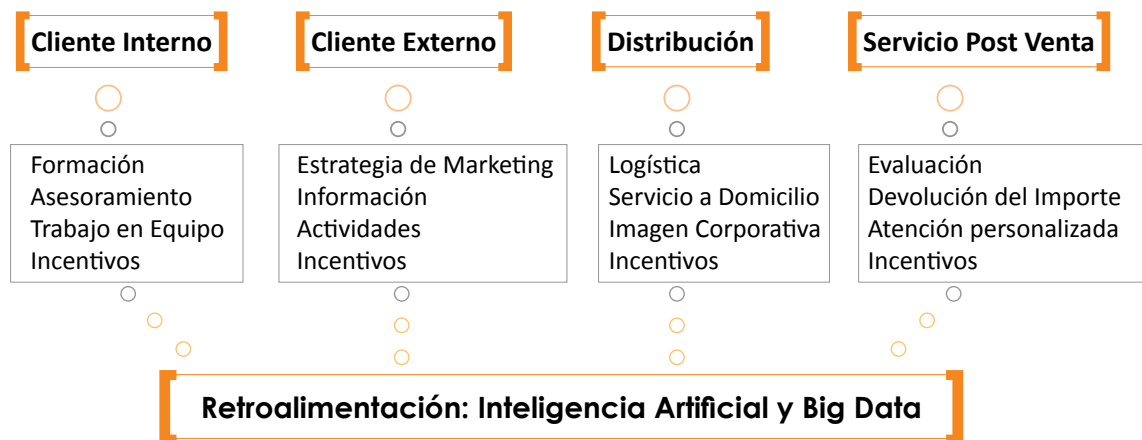 Cliente Interno
Formación
Asesoramiento
Trabajo en Equipo
Incentivos
Cliente Externo
Estrategia de Marketing
Información
Actividades
Incentivos
Distribución
Logística
Servicio a Domicilio
Imagen Corporativa
Incentivos
Servicio Post Venta
Evaluación
Devolución del Importe
Atención personalizada
Incentivos
Retroalimentación: Inteligencia Artificial y Big Data